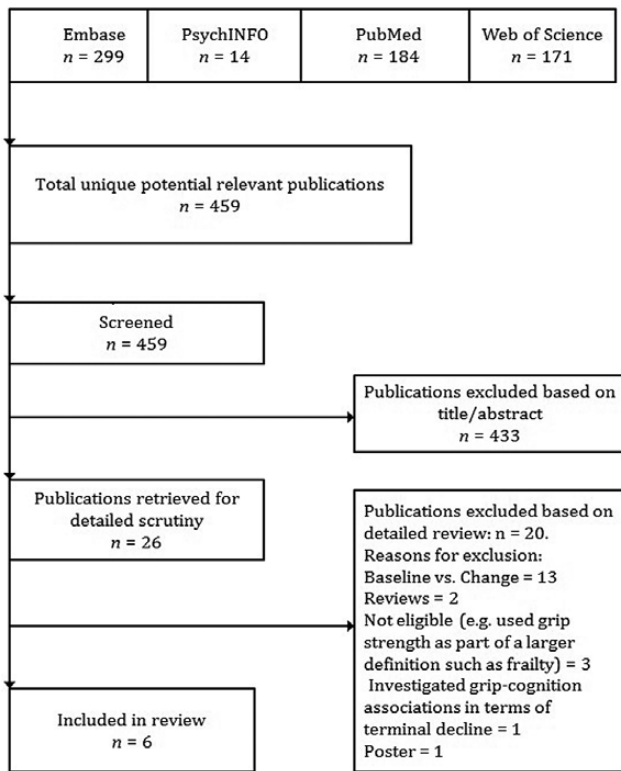 Embase
n = 299
PsychINFO
n = 14
PubMed
n = 184
Web of Science
n = 171
Total unique potential relevant publications
n = 459
Screened
n = 459
Publications excluded based on
title/abstract
n = 433
Publications retrieved for
detailed scrutiny
n = 26
Publications excluded based on
detailed review: n = 20.
Reasons for exclusion:
Baseline vs. Change = 13
Reviews = 2
Not eligible (e.g. used grip
strength as part of a larger
definition such as frailty) = 3
Investigated grip-cognition
associations in terms of
terminal decline = 1
Poster = 1
Included in review
n = 6